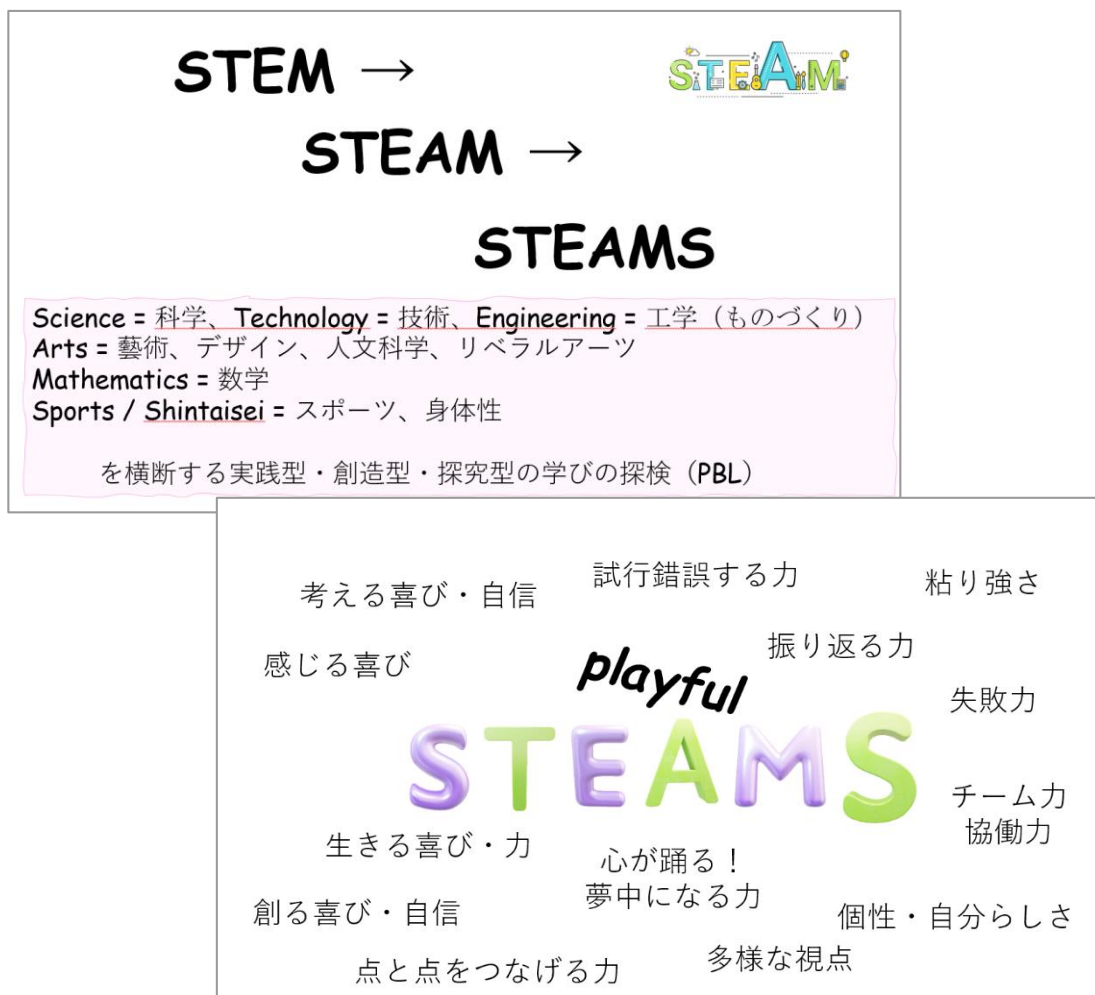 STEM →
STEAM
STEAM →
STEAMS
Science = 科学、Technology = 技術、Engineering = 工学（ものづくり）
Arts = 藝術、デザイン、人文科学、リベラルアーツ
Mathematics = 数学
Sports / Shintaisei = スポーツ、身体性
を横断する実践型・創造型・探究型の学びの探検（PBL）
考える喜び・自信
試行錯誤する力
粘り強さ
感じる喜び
振り返る力
playful
失敗力
STEAMS
チーム力
協働力
生きる喜び・力
心が踊る！
夢中になる力
創る喜び・自信
個性・自分らしさ
点と点をつなげる力
多様な視点